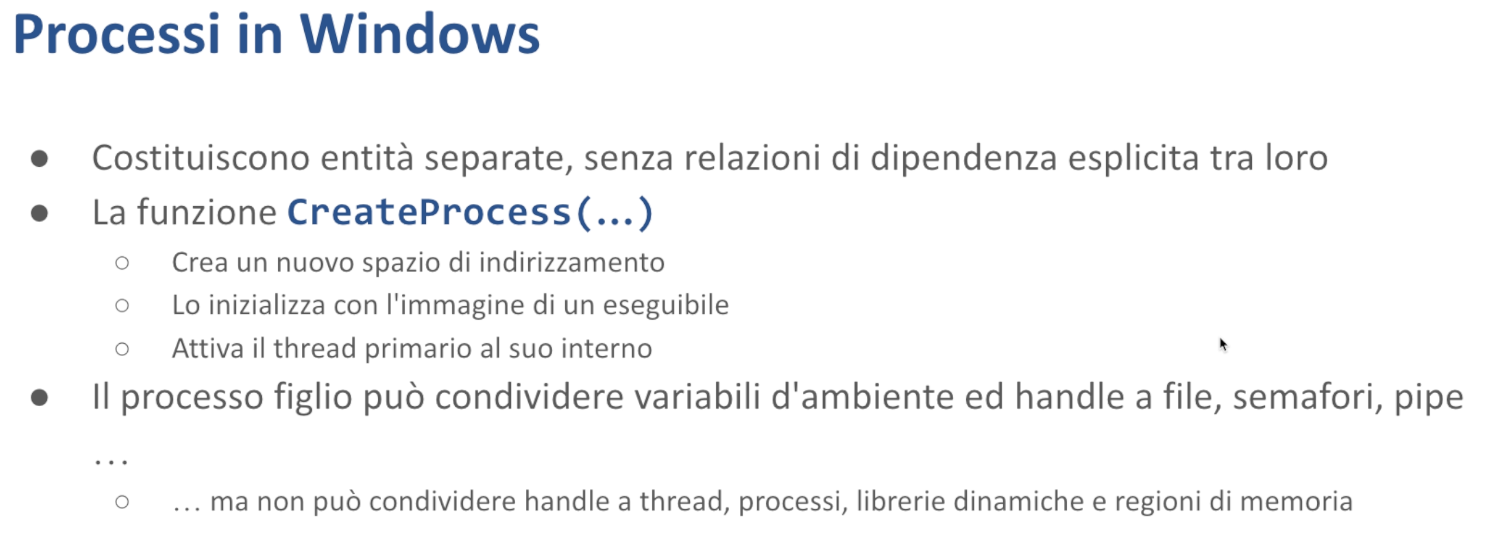 Processi in Windows
● Costituiscono entità separate, senza relazioni di dipendenza esplicita tra loro
● La funzione CreateProcess(...)
○ Crea un nuovo spazio di indirizzamento
○ Lo inizializza con l'immagine di un eseguibile
○ Attiva il thread primario al suo interno
● Il processo figlio può condividere variabili d'ambiente ed handle a file, semafori, pipe
...
○ ... ma non può condividere handle a thread, processi, librerie dinamiche e regioni di memoria